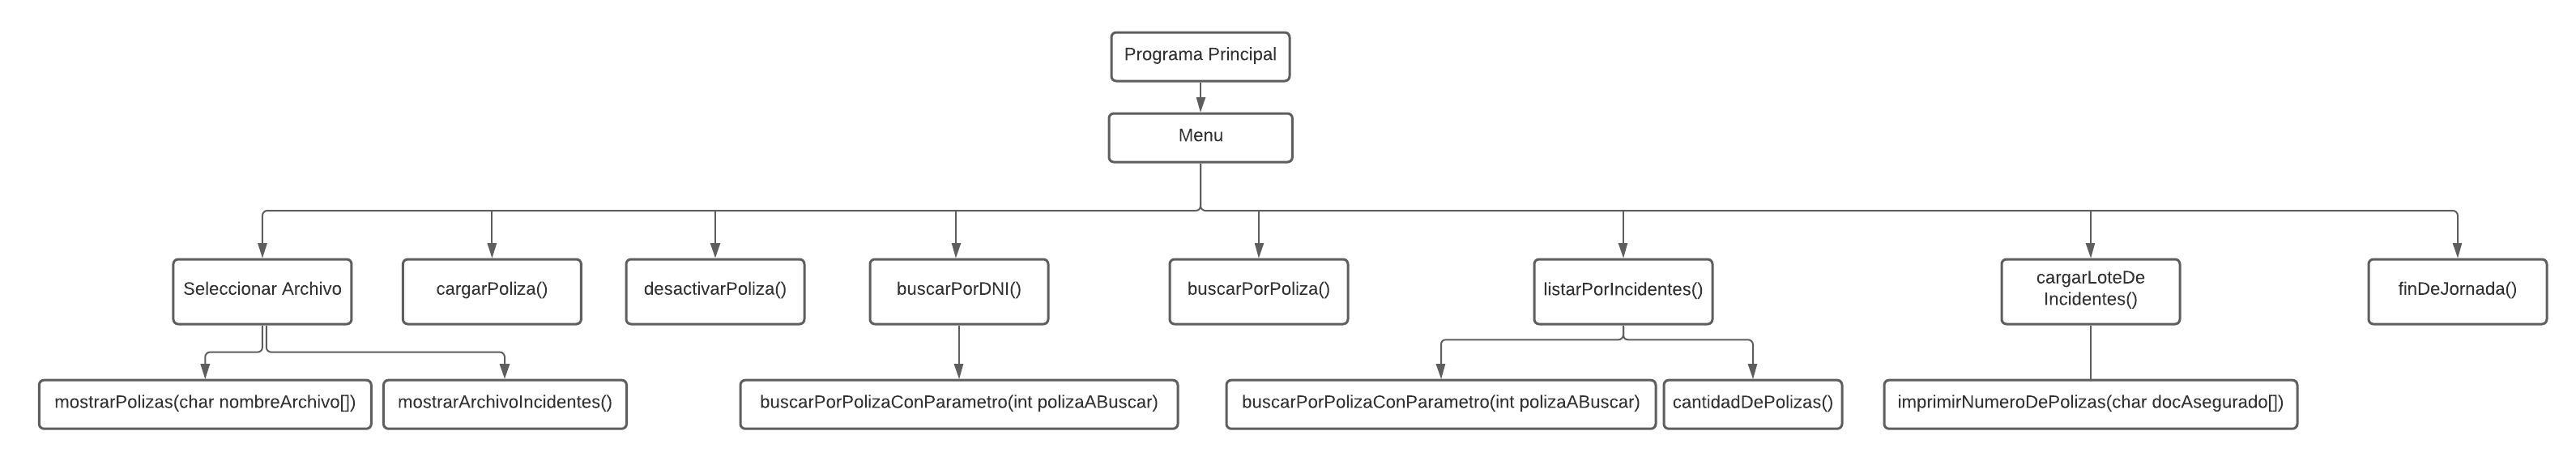 Programa Principal
Menu
Seleccionar Archivo
cargarPoliza()
desactivarPoliza()
buscarPorDNI()
buscarPorPoliza()
listarPorIncidentes()
cargarLoteDe
Incidentes()
finDeJornada()
mostrarPolizas(char nombreArchivo[])
mostrarArchivoIncidentes()
buscarPorPolizaConParametro(int polizaABuscar)
buscarPorPolizaConParametro(int polizaABuscar)
cantidadDePolizas()
imprimirNumeroDePolizas(char docAsegurado[])